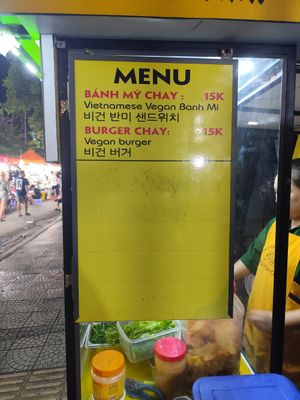 MENU
BÁNH MỲ CHAY : 15K
Vietnamese Vegan Banh Mi
비건 반미 샌드위치
BURGER CHAY: 15K
Vegan burger
비건 버거